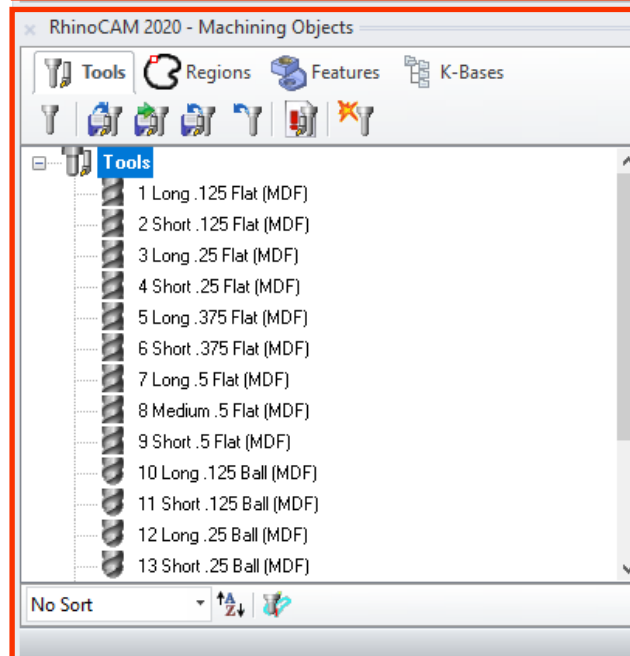 RhinoCAM 2020 - Machining Objects
Tools Regions Features K-Bases
Tools
1 Long .125 Flat (MDF)
2 Short .125 Flat (MDF)
3 Long .25 Flat (MDF)
4 Short .25 Flat (MDF)
5 Long .375 Flat (MDF)
6 Short .375 Flat (MDF)
7 Long .5 Flat (MDF)
8 Medium .5 Flat (MDF)
9 Short .5 Flat (MDF)
10 Long .125 Ball (MDF)
11 Short .125 Ball (MDF)
12 Long .25 Ball (MDF)
13 Short .25 Ball (MDF)
No Sort